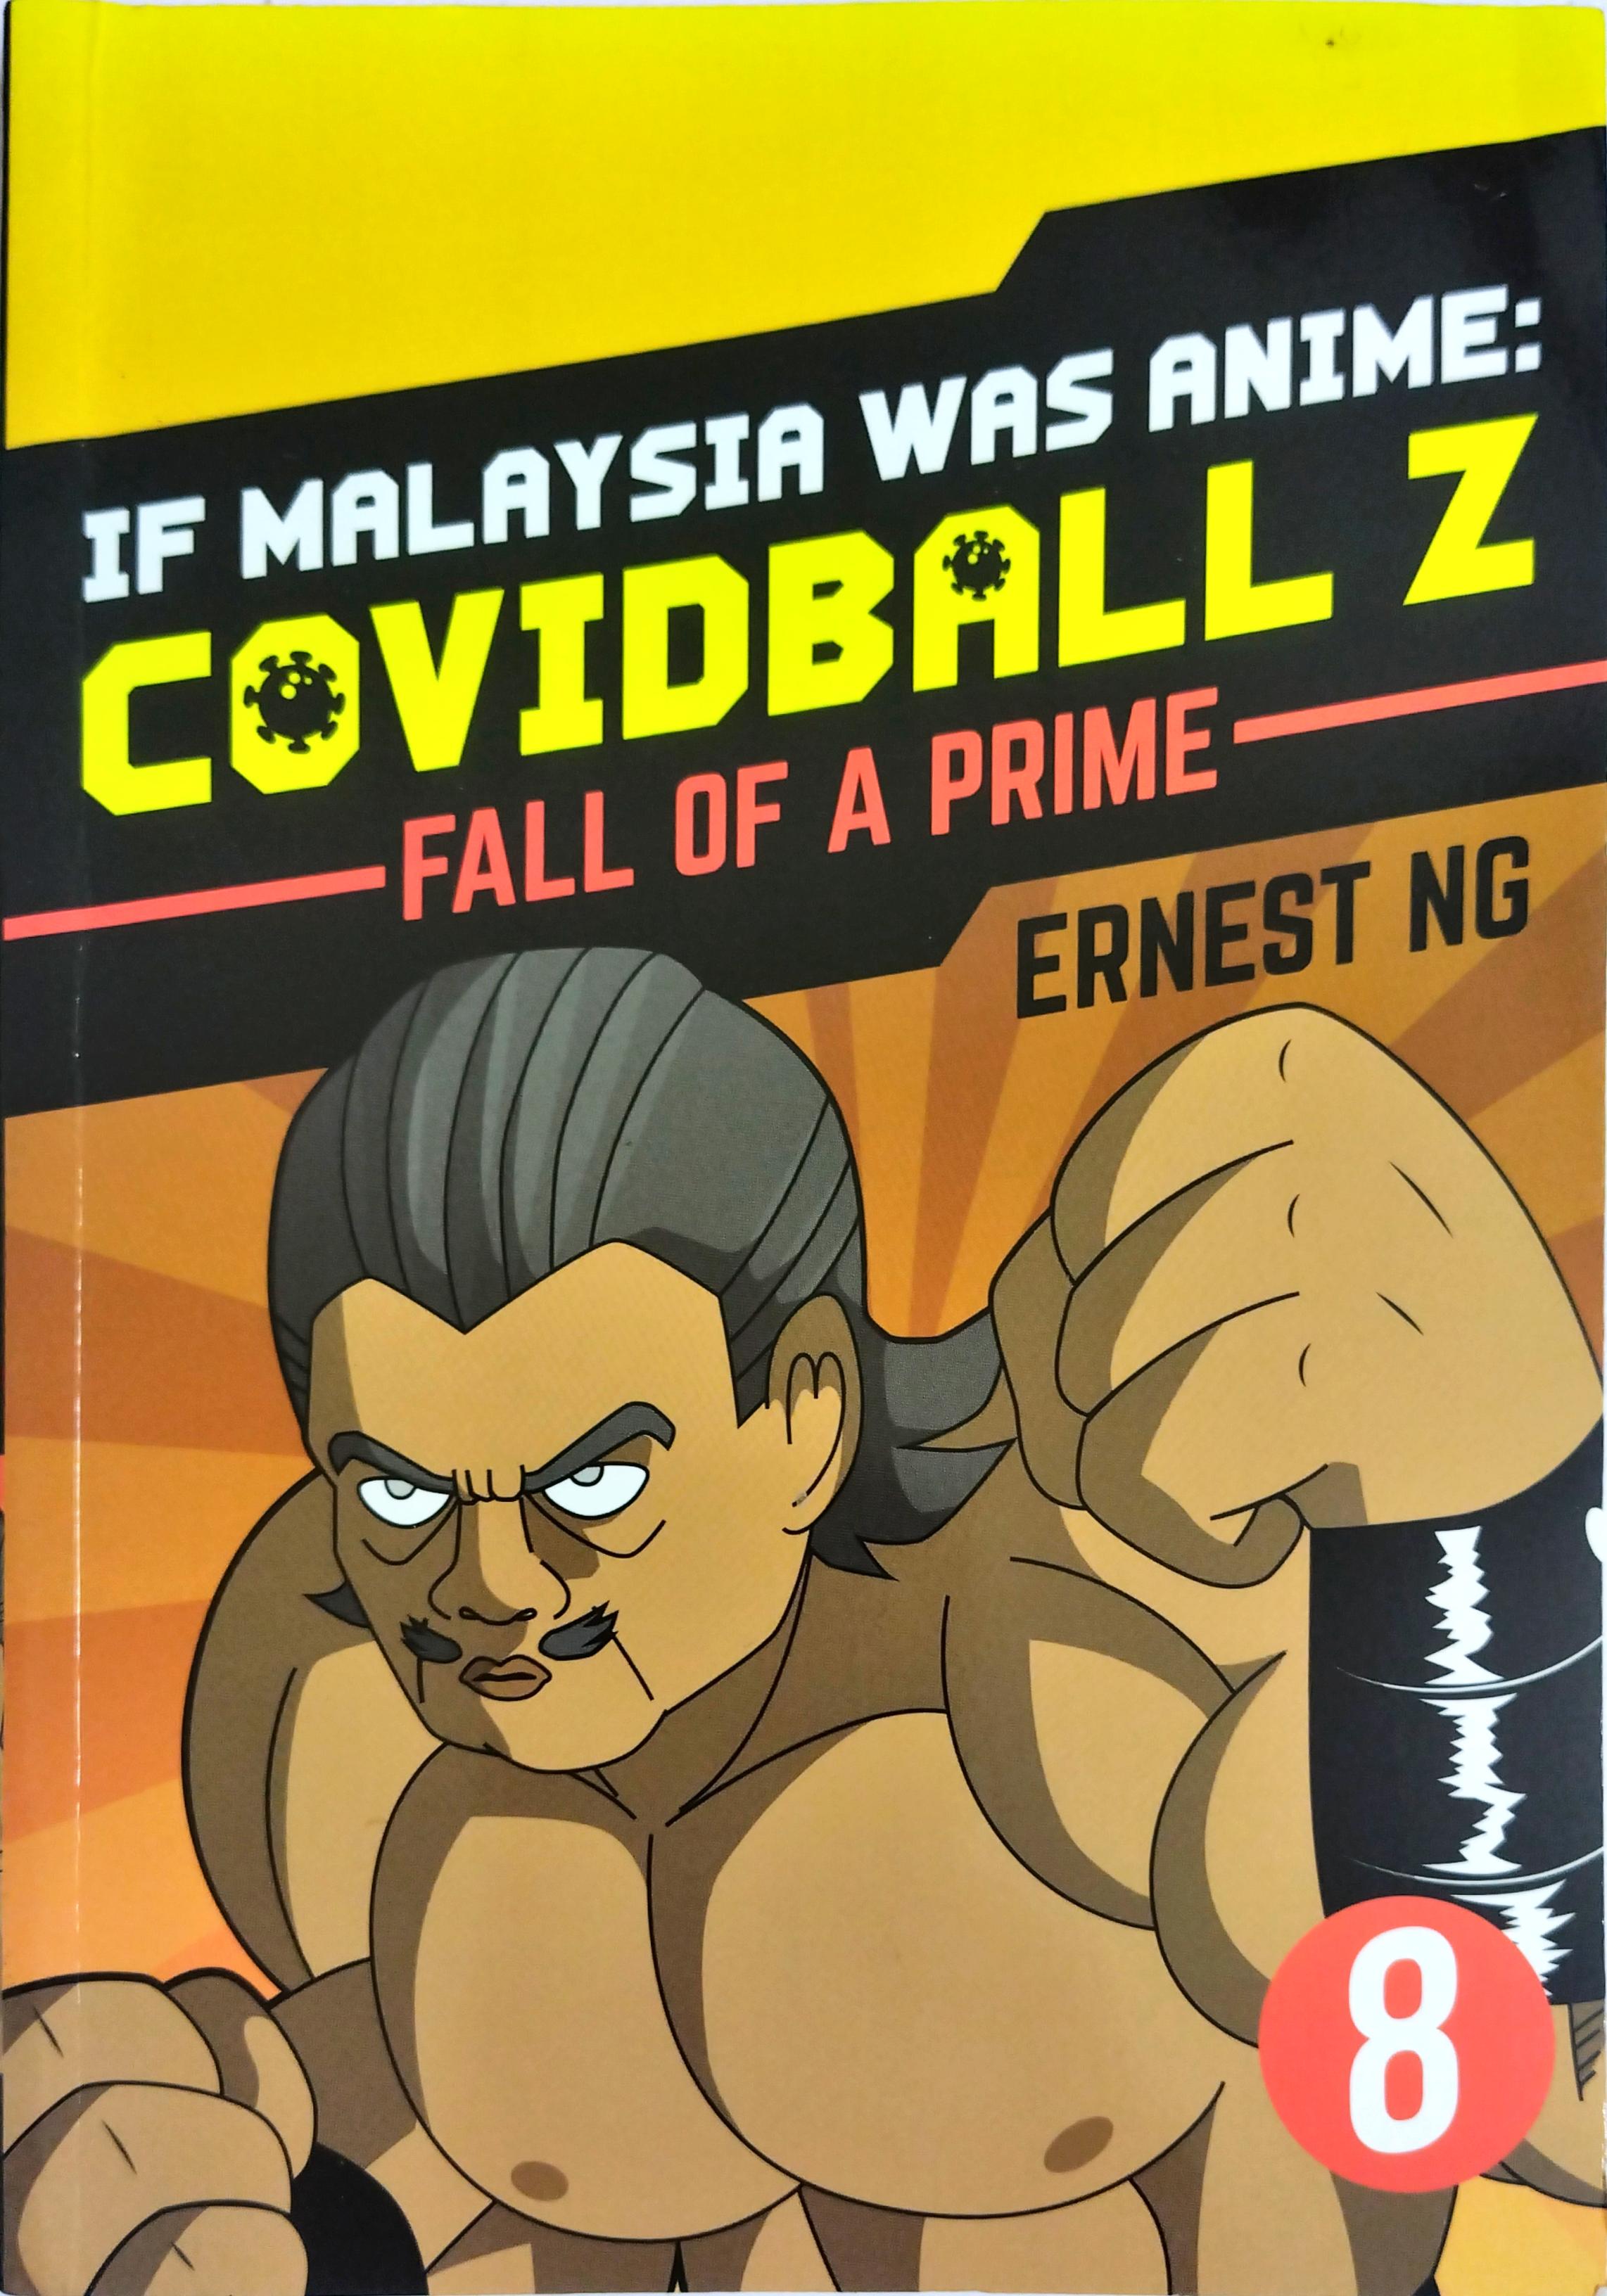 IF MALAYSIA WAS ANIME:
COVIDBALL Z
FALL OF A PRIME
ERNEST NG
8